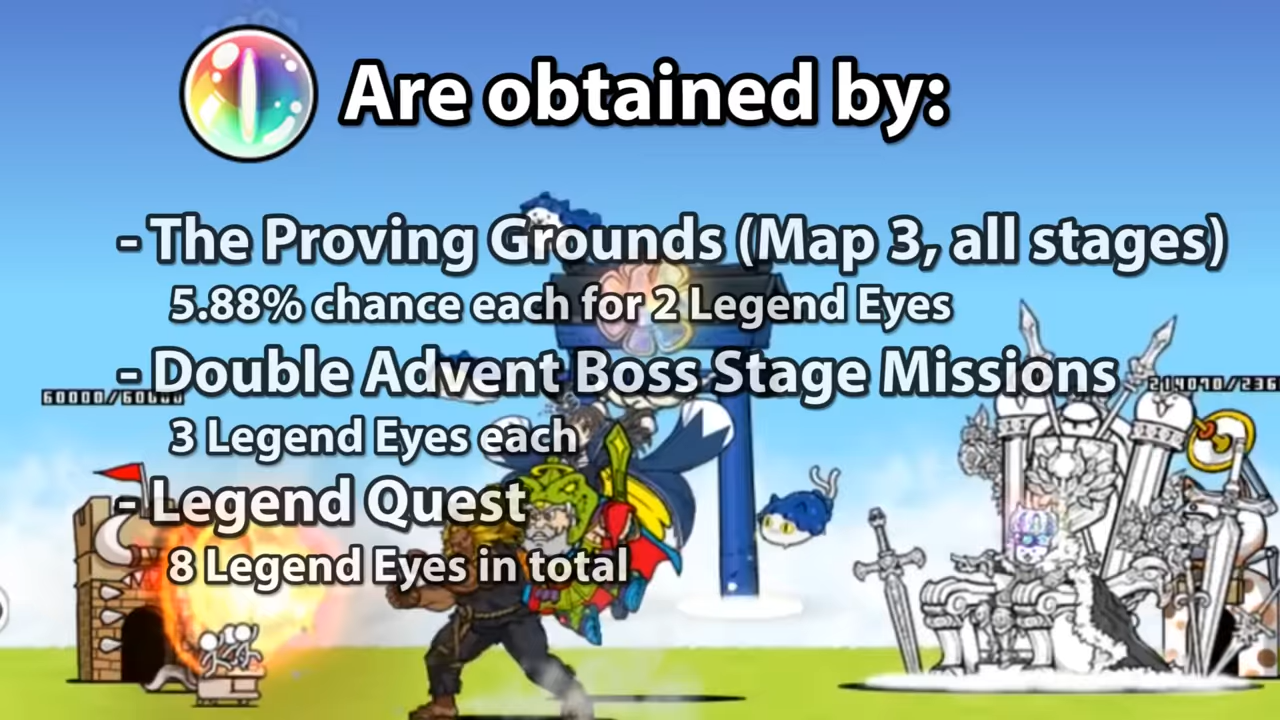 Are obtained by:
- The Proving Grounds (Map 3, all stages)
5.88% chance each for 2 Legend Eyes
- Double Advent Boss Stage Missions
3 Legend Eyes each
- Legend Quest
8 Legend Eyes in total